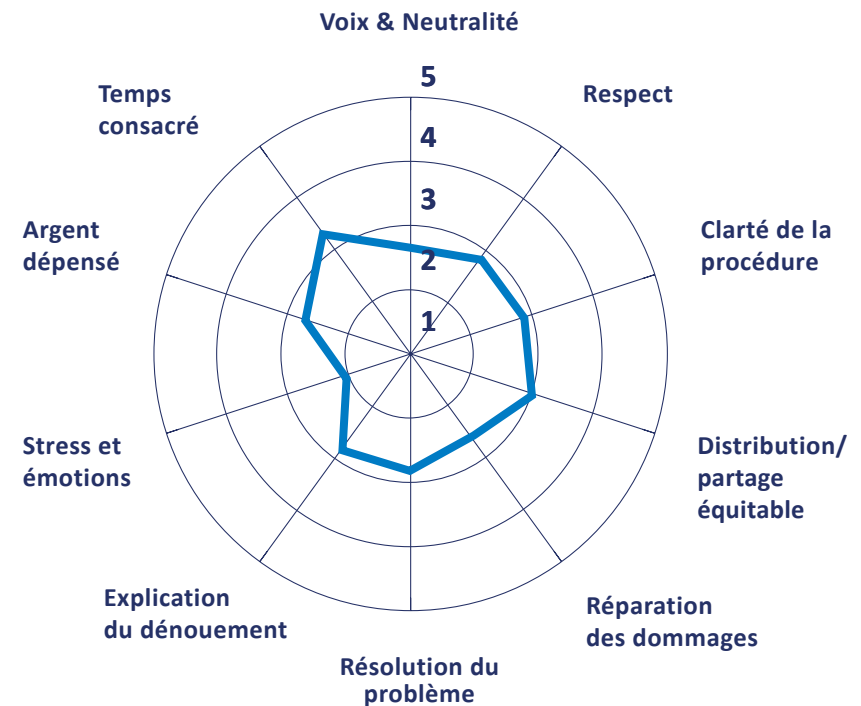 Voix & Neutralité
5
4
3
2
1
Respect
Clarté de la
procédure
Distribution/
partage
équitable
Réparation
des dommages
Résolution du
problème
Explication
du dénouement
Stress et
émotions
Argent
dépensé
Temps
consacré